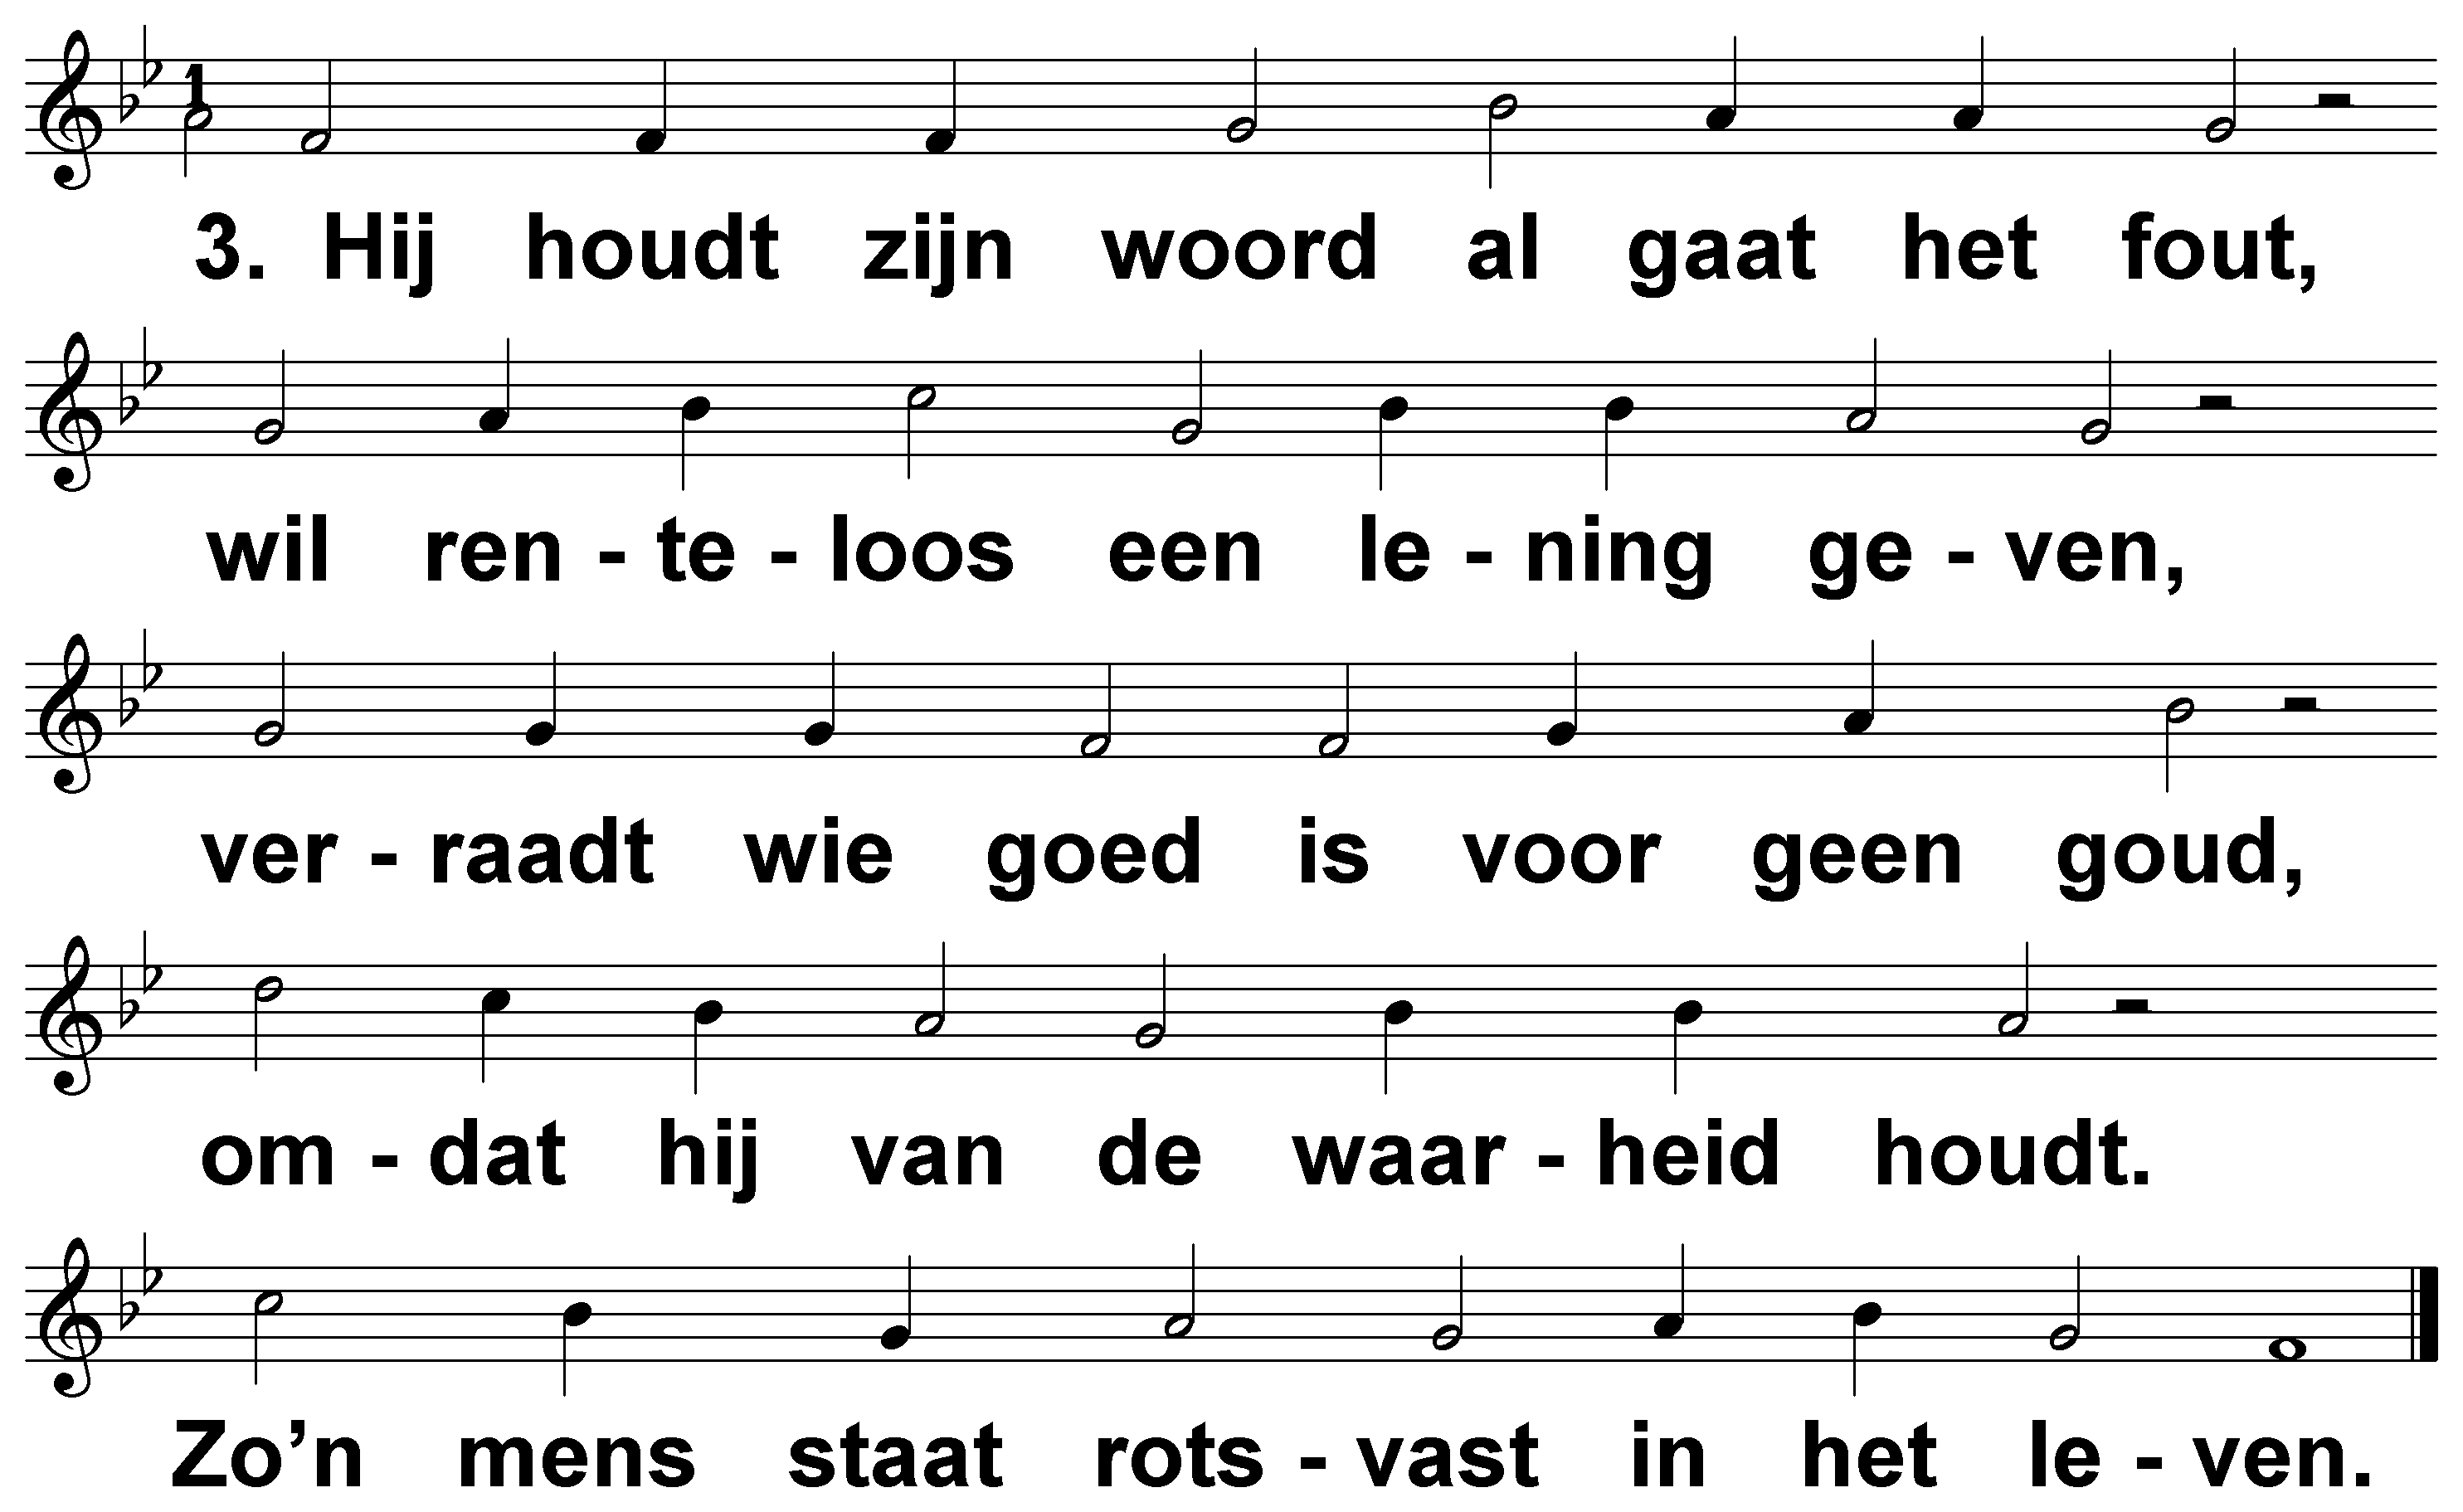 3. Hij houdt zijn woord al gaat het fout,
wil ren - te - loos een le - ning ge - ven,
ver - raadt wie goed is voor geen goud,
om - dat hij van de waar - heid houdt.
Zo’n mens staat rots - vast in het le - ven.